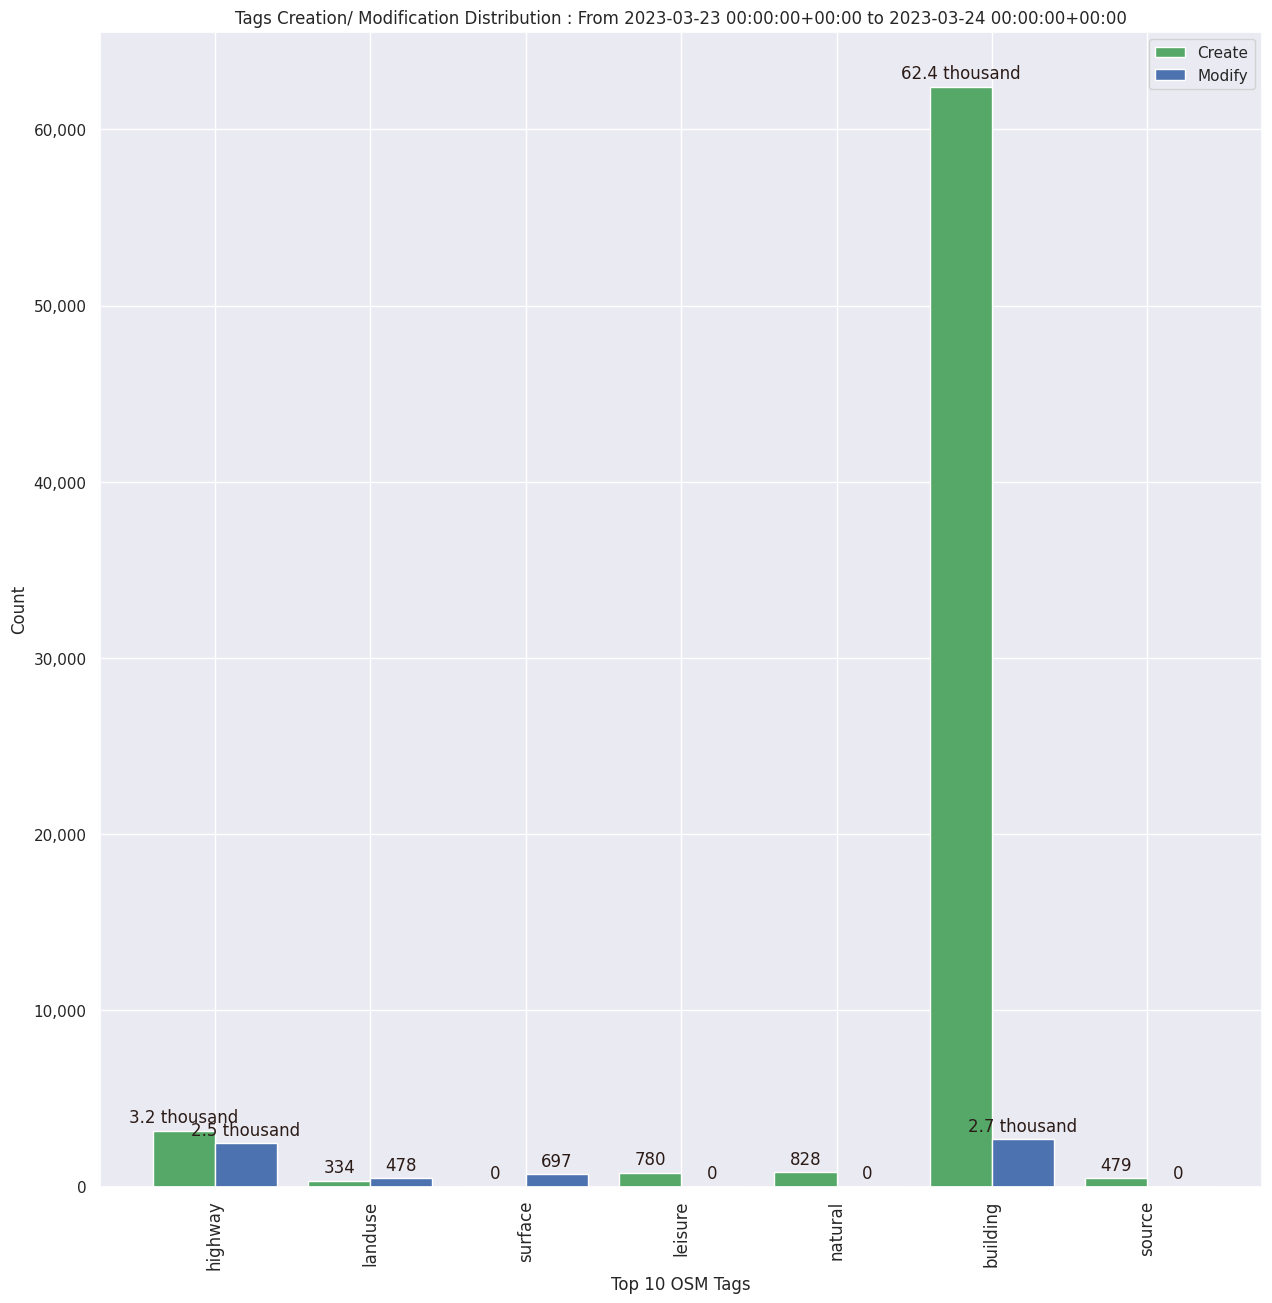 Tags Creation/ Modification Distribution : From 2023-03-23 00:00:00+00:00 to 2023-03-24 00:00:00+00:00
Create
Modify
62.4 thousand
60,000
50,000
40,000
30,000
20,000
10,000
0
Count
3.2 thousand
2.5 thousand
334
478
0
697
780
0
828
0
2.7 thousand
479
0
highway
landuse
surface
leisure
natural
building
source
Top 10 OSM Tags